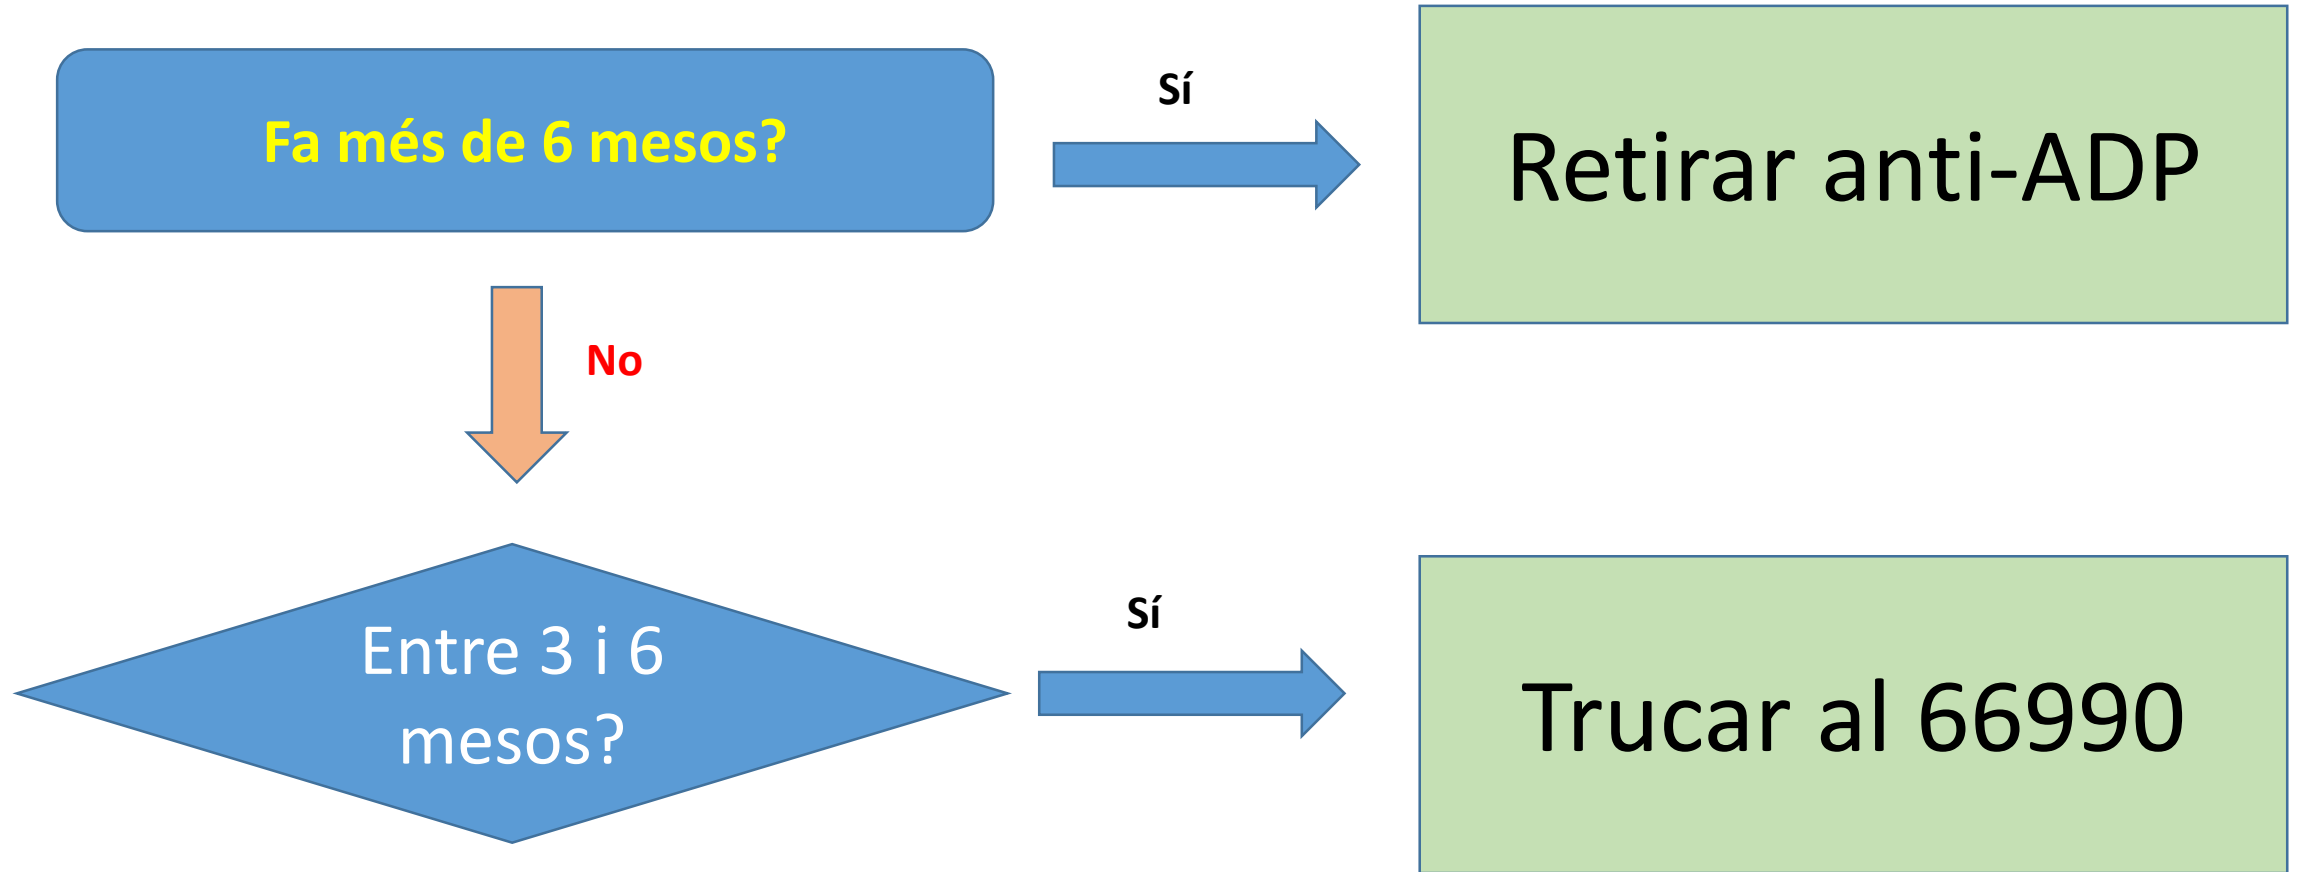 Fa més de 6 mesos?
Sí
Retirar anti-ADP
No
Entre 3 i 6
mesos?
Sí
Trucar al 66990